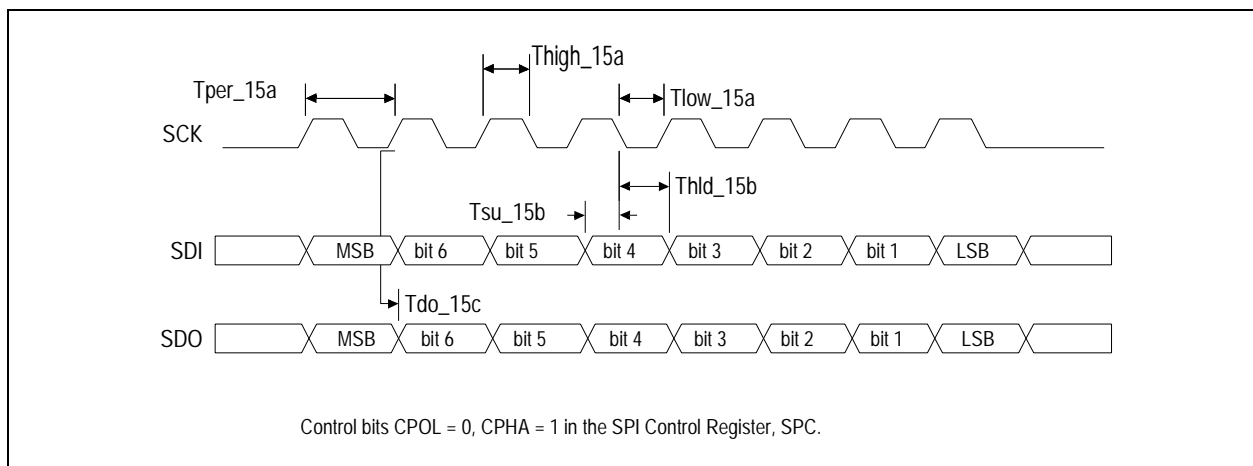 Thigh_15a
Tper_15a
Tlow_15a
SCK
Thld_15b
Tsu_15b
SDI MSB bit 6 bit 5 bit 4 bit 3 bit 2 bit 1 LSB
Tdo_15c
SDO MSB bit 6 bit 5 bit 4 bit 3 bit 2 bit 1 LSB
Control bits CPOL = 0, CPHA = 1 in the SPI Control Register, SPC.